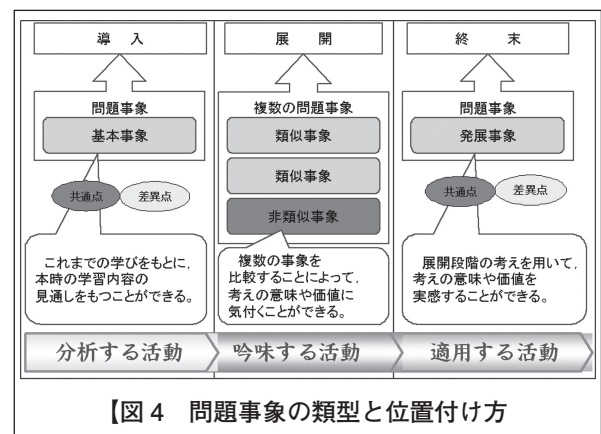 導　入
問題事象
基本事象
共通点
差異点
これまでの学びをもとに，
本時の学習内容の
見通しをもつことができる。
展　開
複数の問題事象
類似事象
類似事象
非類似事象
複数の事象を
比較することによって，
考えの意味や価値に
気付くことができる。
終　末
問題事象
発展事象
共通点
差異点
展開段階の考えを用いて，
考えの意味や価値を
実感することができる。
分析する活動
吟味する活動
適用する活動
【図４　問題事象の類型と位置付け方